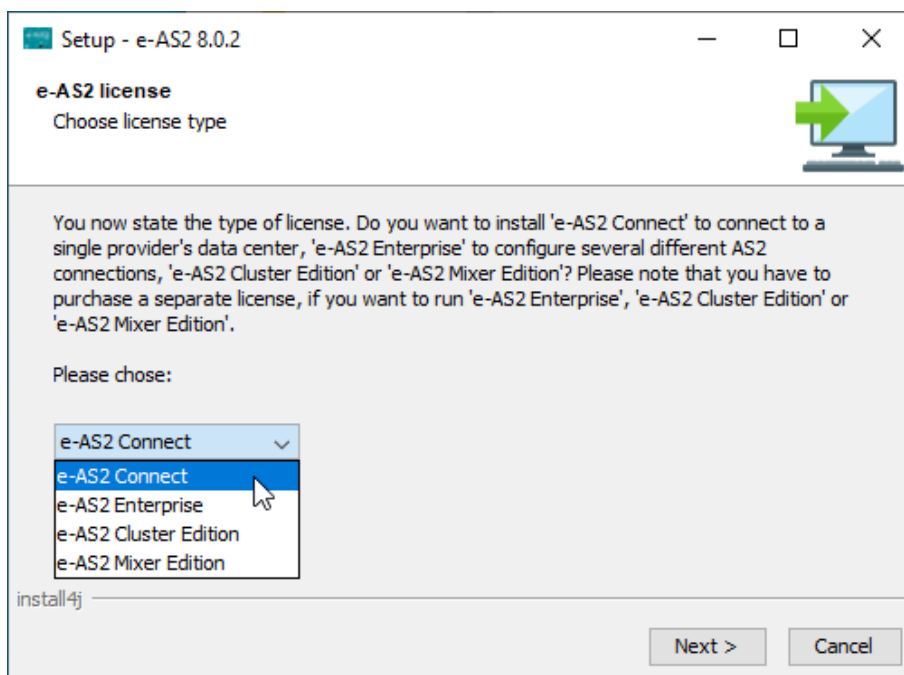 Setup - e-AS2 8.0.2
e-AS2 license
Choose license type
You now state the type of license. Do you want to install 'e-AS2 Connect' to connect to a
single provider's data center, 'e-AS2 Enterprise' to configure several different AS2
connections, 'e-AS2 Cluster Edition' or 'e-AS2 Mixer Edition'? Please note that you have to
purchase a separate license, if you want to run 'e-AS2 Enterprise', 'e-AS2 Cluster Edition' or
'e-AS2 Mixer Edition'.
Please chose:
e-AS2 Connect
e-AS2 Connect
e-AS2 Enterprise
e-AS2 Cluster Edition
e-AS2 Mixer Edition
install4j
Next >
Cancel